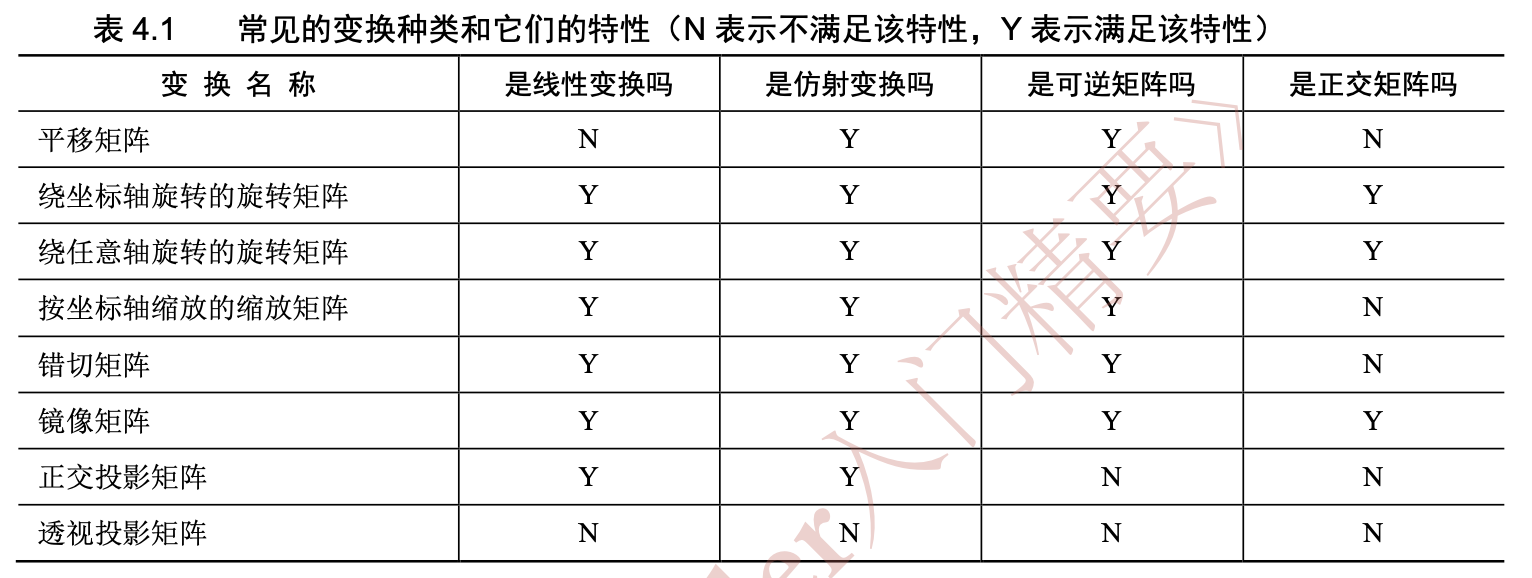 表 4.1 常见的变换种类和它们的特性（N 表示不满足该特性，Y 表示满足该特性）
变 换 名 称 是线性变换吗 是仿射变换吗 是可逆矩阵吗 是正交矩阵吗
平移矩阵 N Y Y N
绕坐标轴旋转的旋转矩阵 Y Y Y Y
绕任意轴旋转的旋转矩阵 Y Y Y Y
按坐标轴缩放的缩放矩阵 Y Y Y N
错切矩阵 Y Y Y N
镜像矩阵 Y Y Y Y
正交投影矩阵 Y Y N N
透视投影矩阵 N N N N
der入门精要》